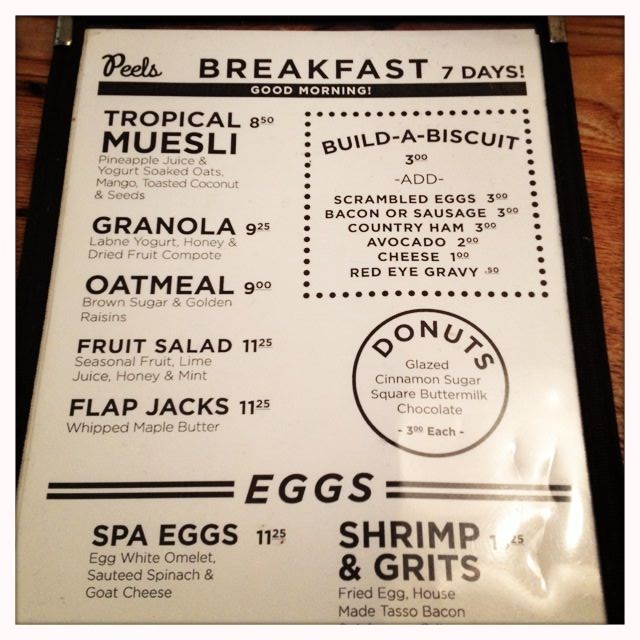 Peels BREAKFAST 7 DAYS!
GOOD MORNING!
TROPICAL 850
MUESLI
Pineapple Juice &
Yogurt Soaked Oats,
Mango, Toasted Coconut
& Seeds
GRANOLA 925
Labne Yogurt, Honey &
Dried Fruit Compote
OATMEAL 900
Brown Sugar & Golden
Raisins
FRUIT SALAD 1125
Seasonal Fruit, Lime
Juice, Honey & Mint
FLAP JACKS 1125
Whipped Maple Butter
BUILD-A-BISCUIT
300
-ADD-
SCRAMBLED EGGS 300
BACON OR SAUSAGE 300
COUNTRY HAM 300
AVOCADO 200
CHEESE 100
RED EYE GRAVY .50
DONUTS
Glazed
Cinnamon Sugar
Square Buttermilk
Chocolate
- 300 Each -
EGGS
SPA EGGS 1125
Egg White Omelet,
Sauteed Spinach &
Goat Cheese
SHRIMP
& GRITS
Fried Egg, House
Made Tasso Bacon